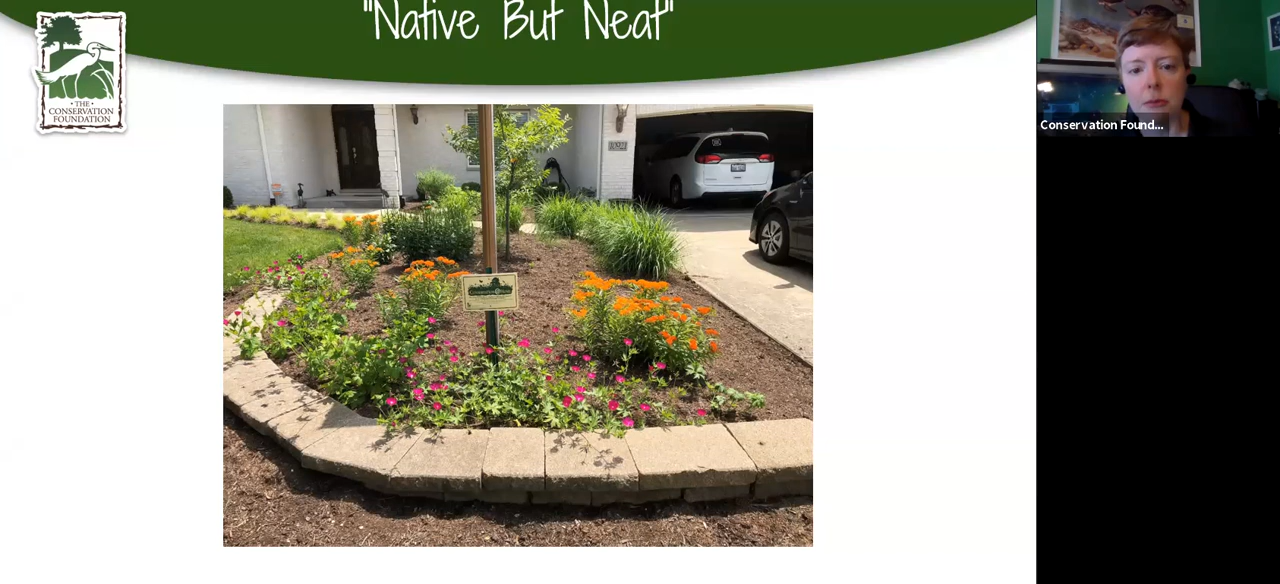 "Native But Neat"
• THE •
CONSERVATION
FOUNDATION
Conservation Found...